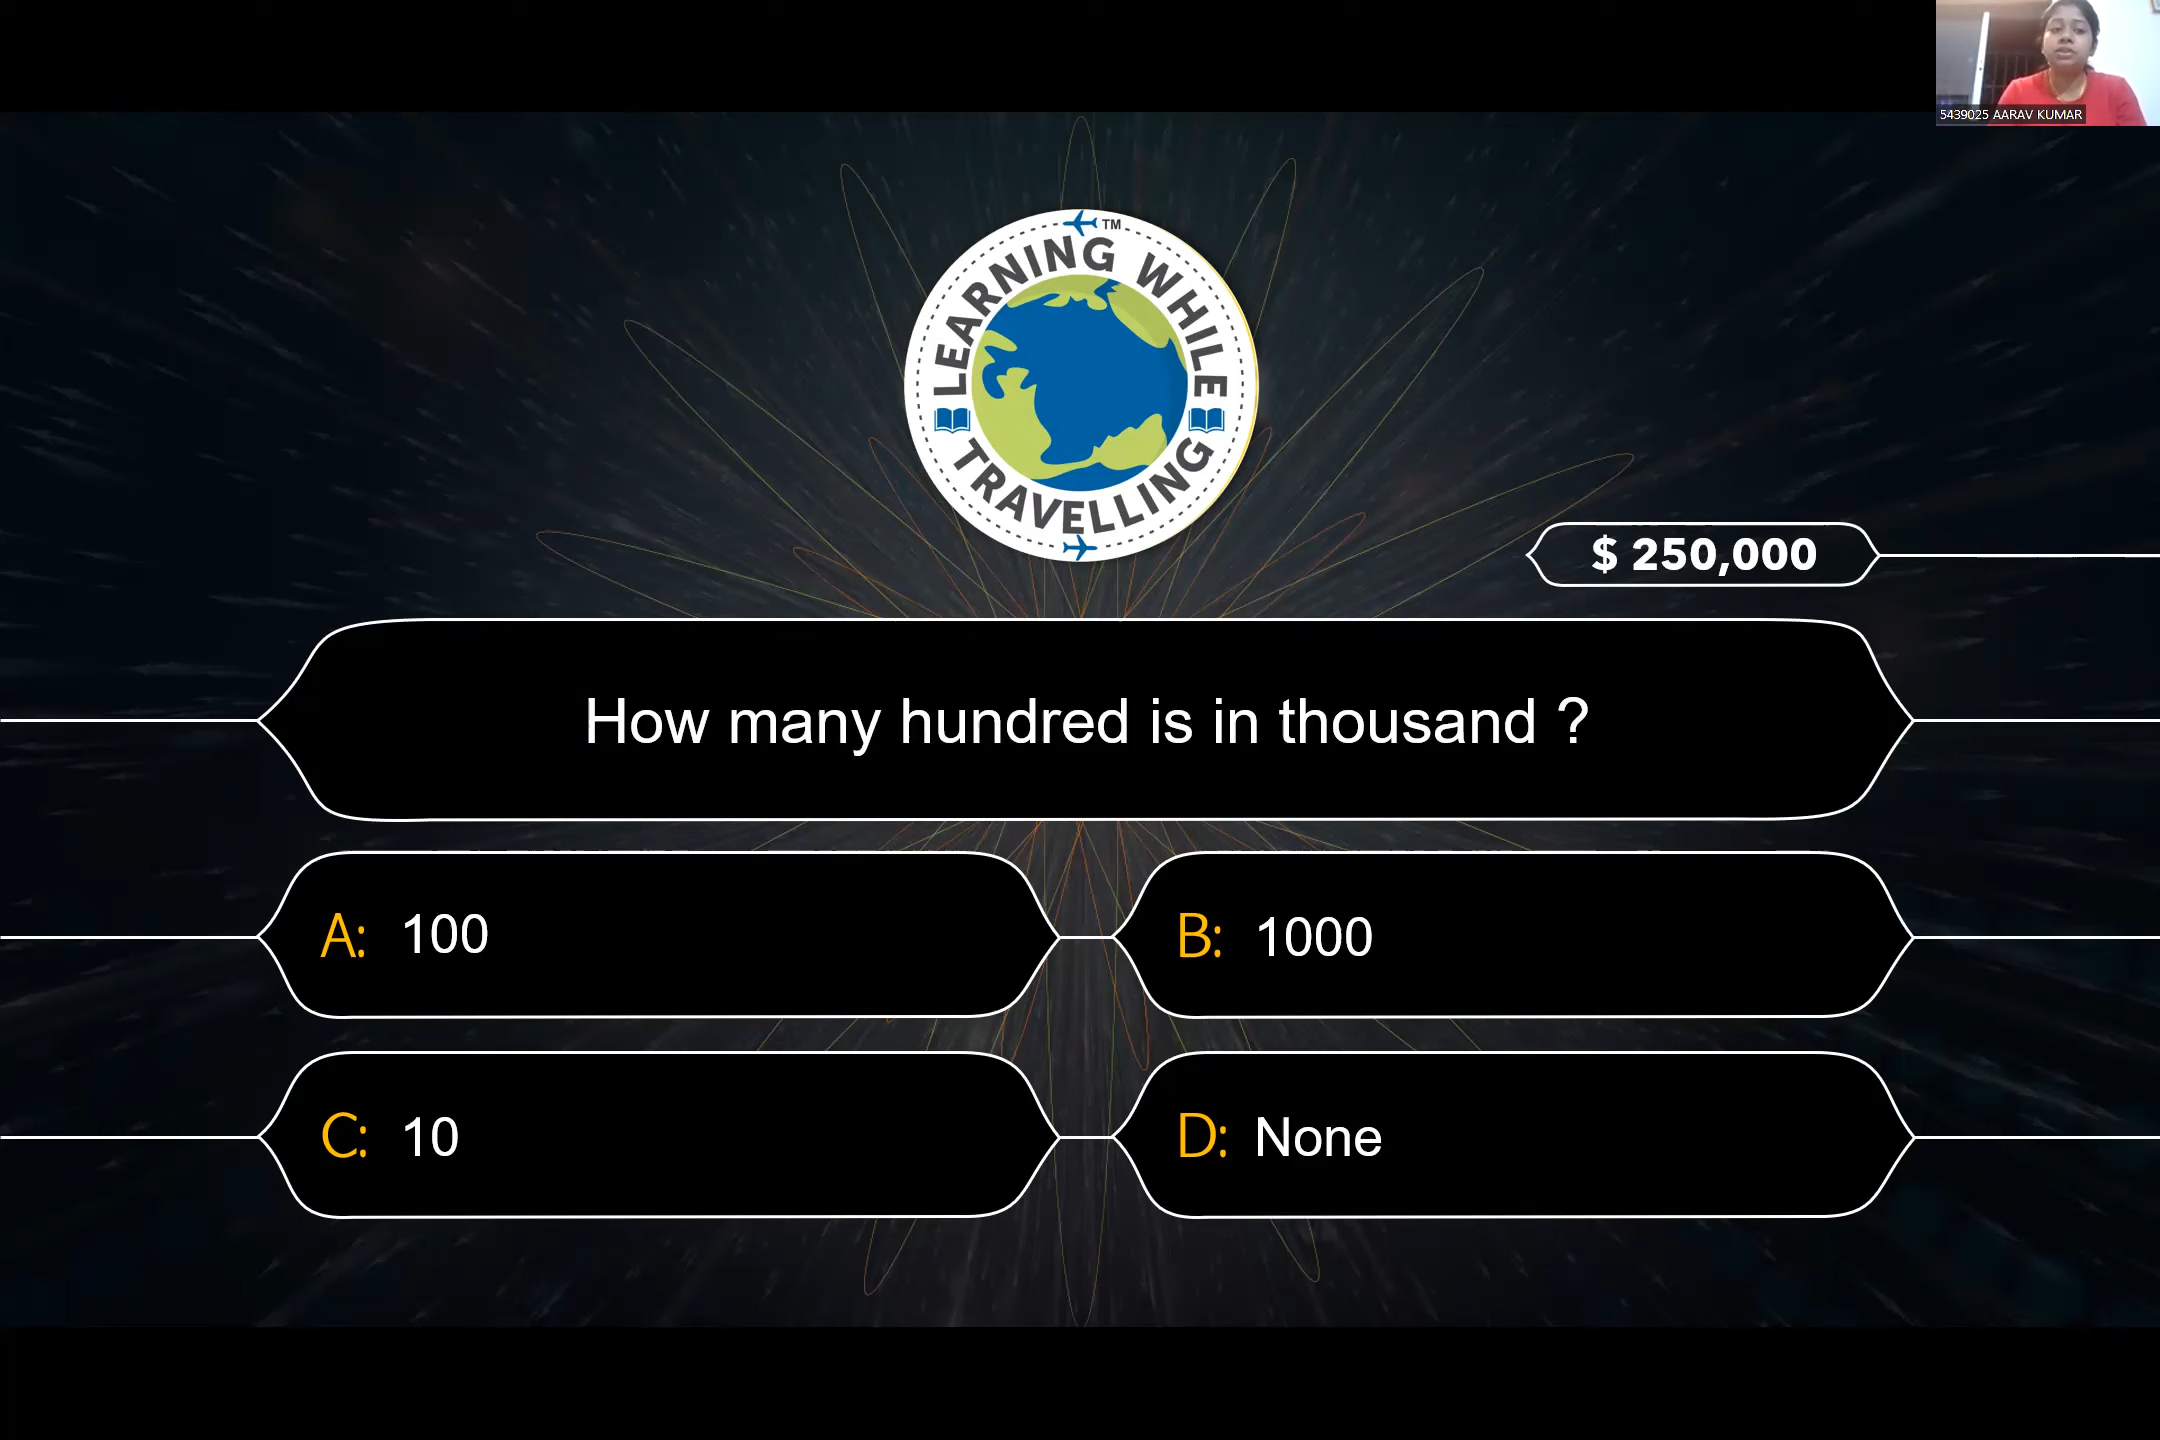 5439025 AARAV KUMAR
TM
LEARNING WHILE
TRAVELLING
$ 250,000
How many hundred is in thousand ?
A: 100
B: 1000
C: 10
D: None